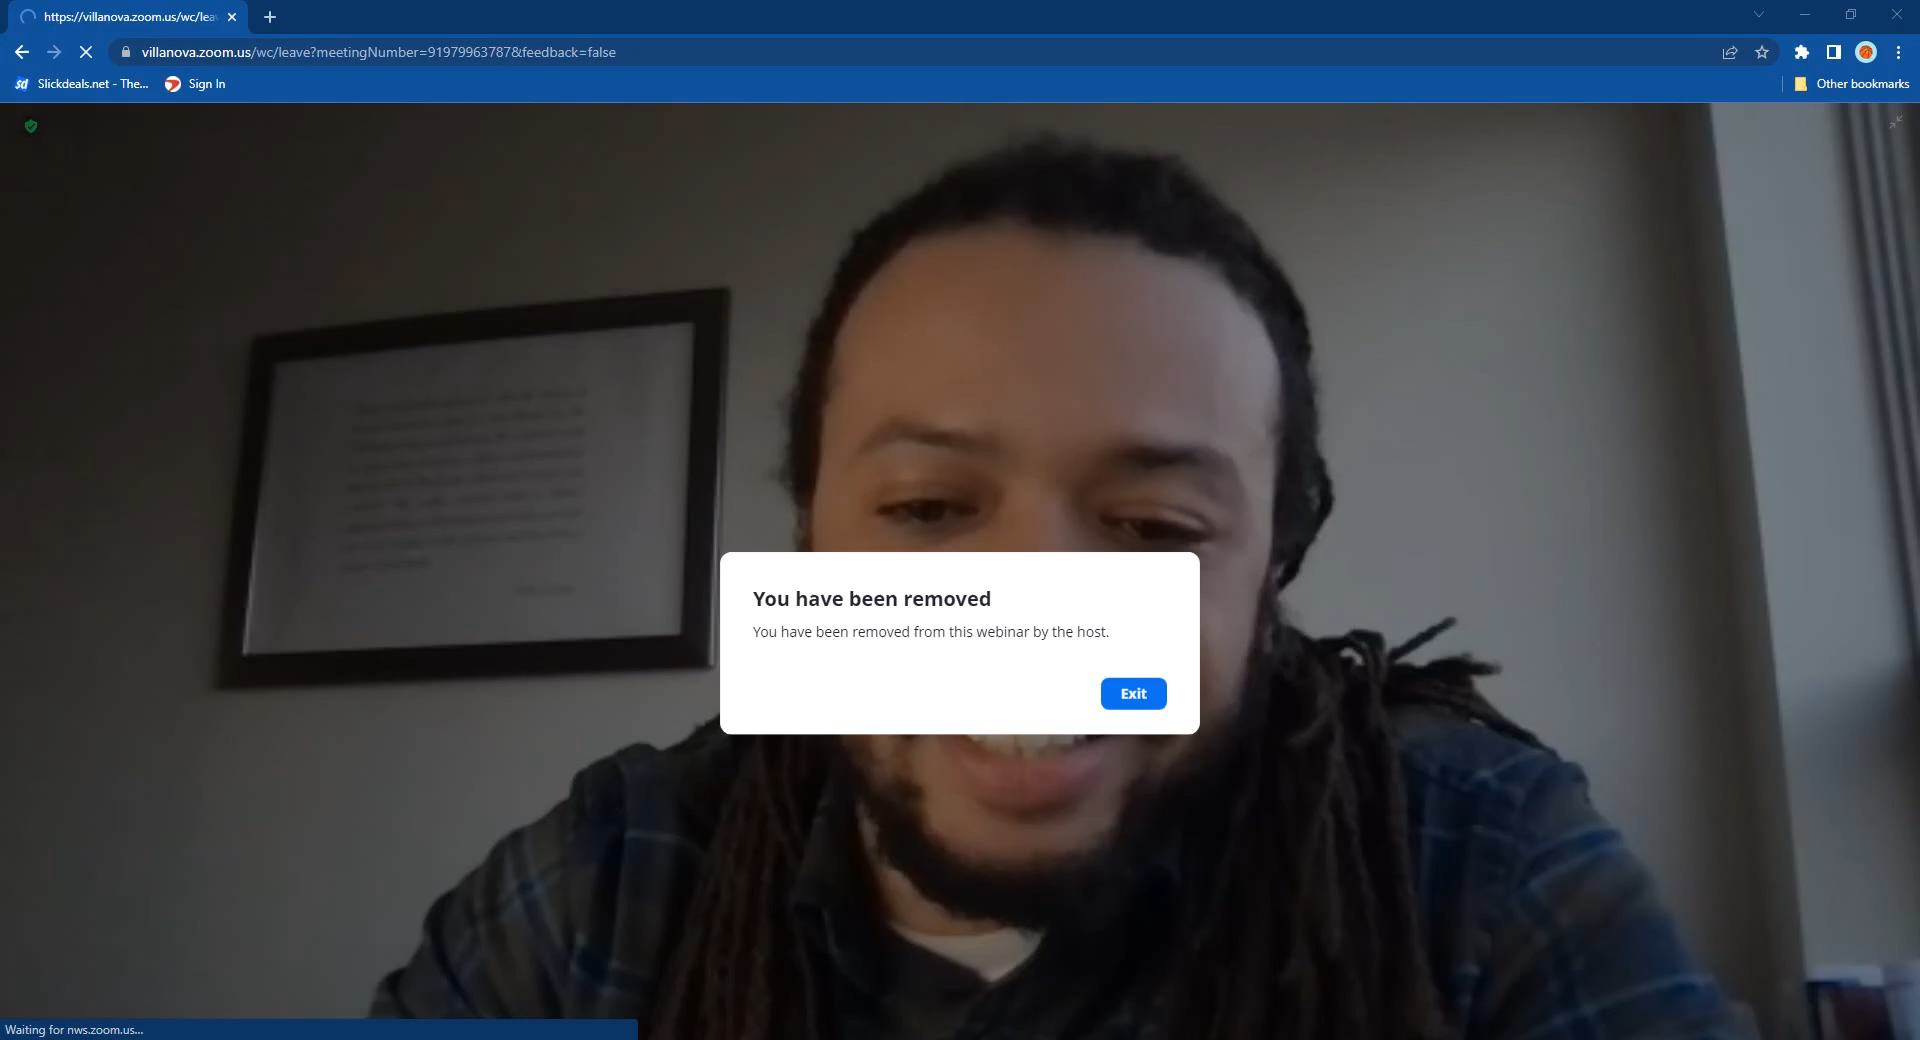 https://villanova.zoom.us/wc/lea
villanova.zoom.us/wc/leave?meetingNumber=91979963787&feedback=false
sd Slickdeals.net - The... Sign In Other bookmarks
You have been removed
You have been removed from this webinar by the host.
Exit
Waiting for nws.zoom.us...